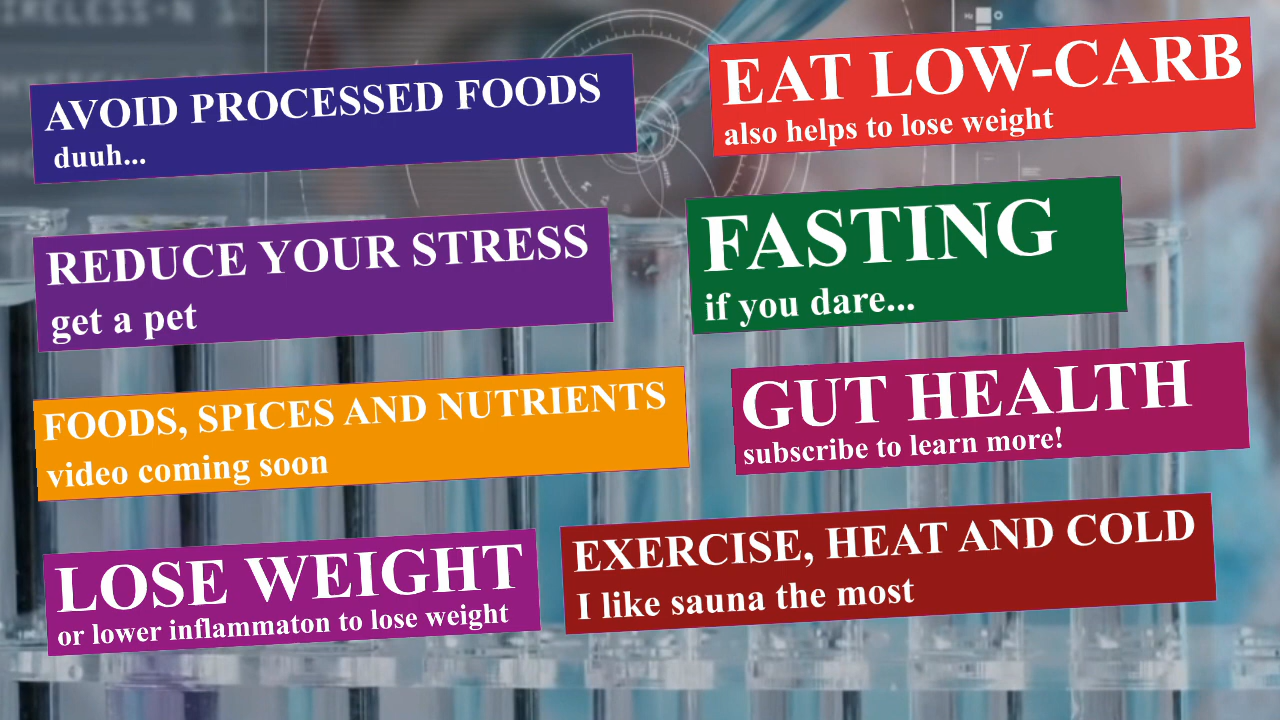 AVOID PROCESSED FOODS
duuh...
EAT LOW-CARB
also helps to lose weight
REDUCE YOUR STRESS
get a pet
FASTING
if you dare...
FOODS, SPICES AND NUTRIENTS
video coming soon
GUT HEALTH
subscribe to learn more!
LOSE WEIGHT
or lower inflammaton to lose weight
EXERCISE, HEAT AND COLD
I like sauna the most